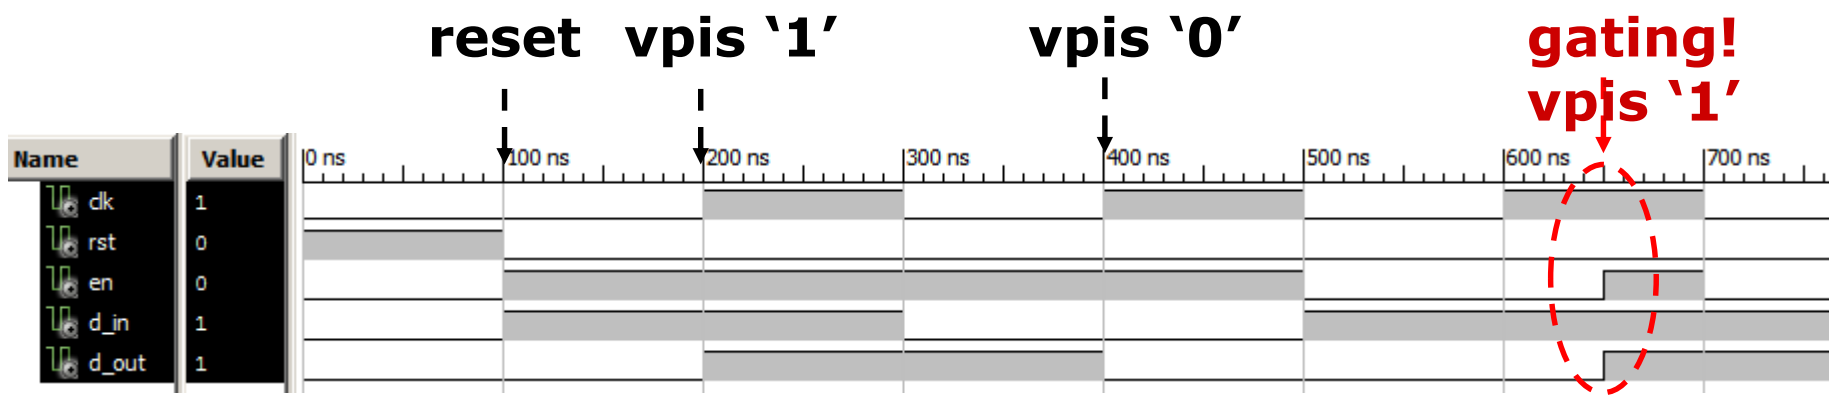 reset vpis ‘1’ vpis ‘0’ gating!
vpis ‘1’
Name Value 0 ns 100 ns 200 ns 300 ns 400 ns 500 ns 600 ns 700 ns
clk 1
rst 0
en 0
d_in 1
d_out 1